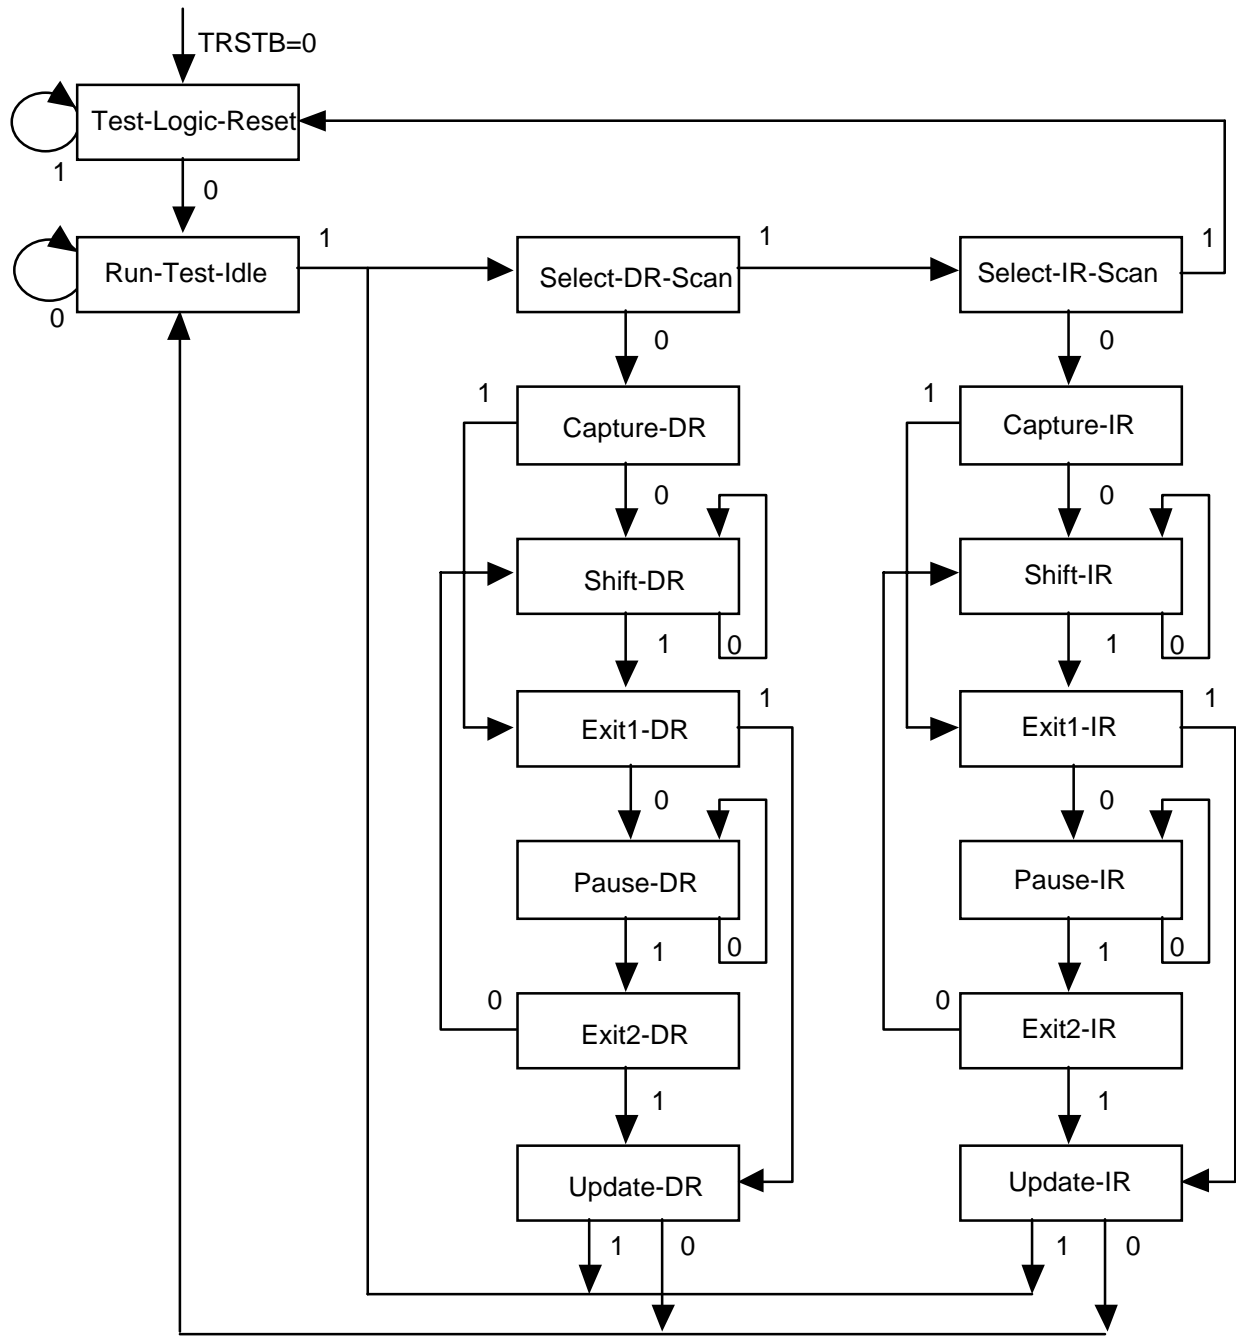 TRSTB=0
Test-Logic-Reset
1
0
Run-Test-Idle
1
0
Select-DR-Scan
1
Select-IR-Scan
1
0
0
1
Capture-DR
1
Capture-IR
0
0
Shift-DR
Shift-IR
1
0
1
0
Exit1-DR
1
Exit1-IR
1
0
0
Pause-DR
Pause-IR
1
0
1
0
0
Exit2-DR
0
Exit2-IR
1
1
Update-DR
Update-IR
1
0
1
0